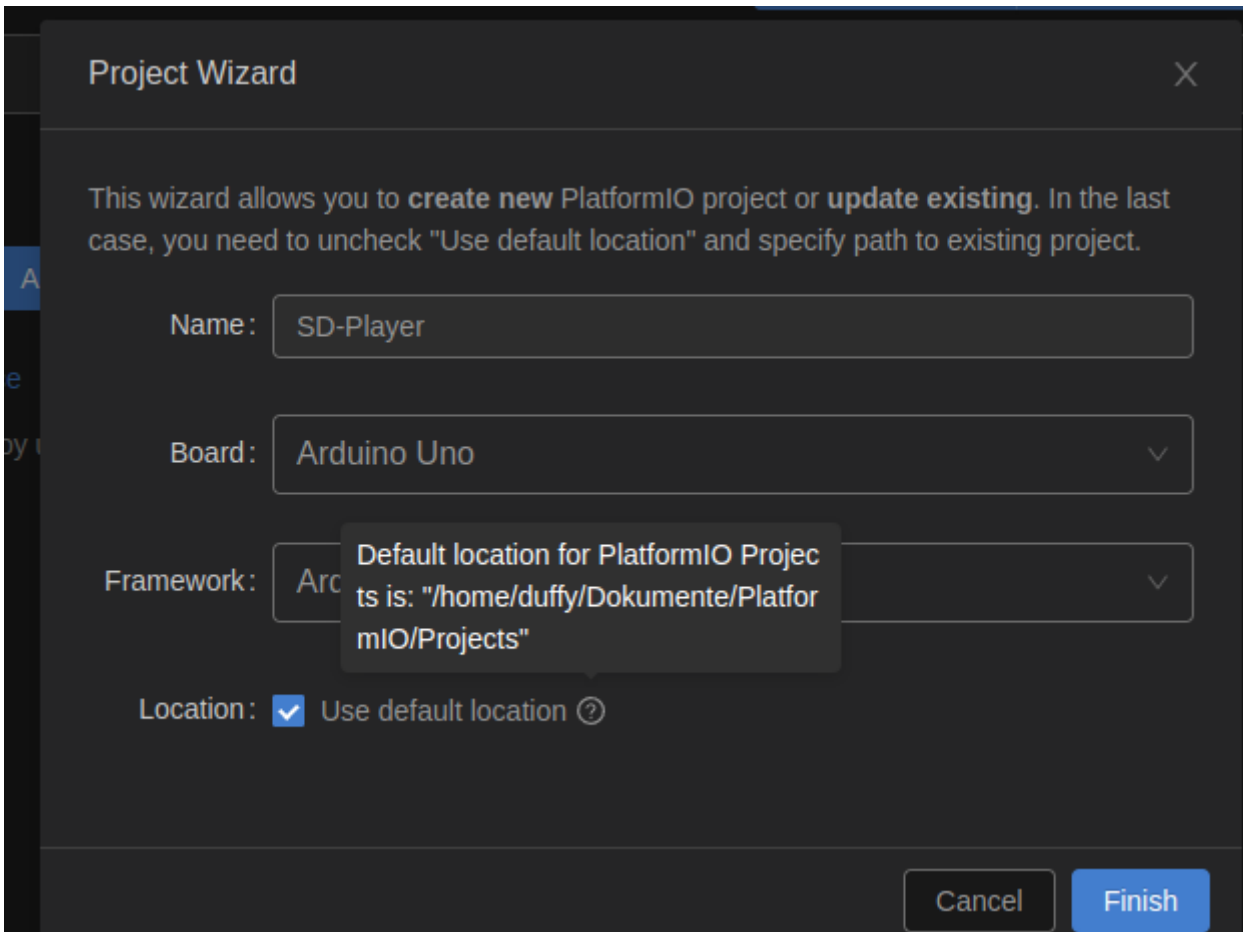 Project Wizard
This wizard allows you to create new PlatformIO project or update existing. In the last
case, you need to uncheck "Use default location" and specify path to existing project.
A
Name:
SD-Player
e
Board:
Arduino Uno
Default location for PlatformIO Projec
ts is: "/home/duffy/Dokumente/Platfor
mIO/Projects"
Framework:
Location:
Use default location
Cancel
Finish